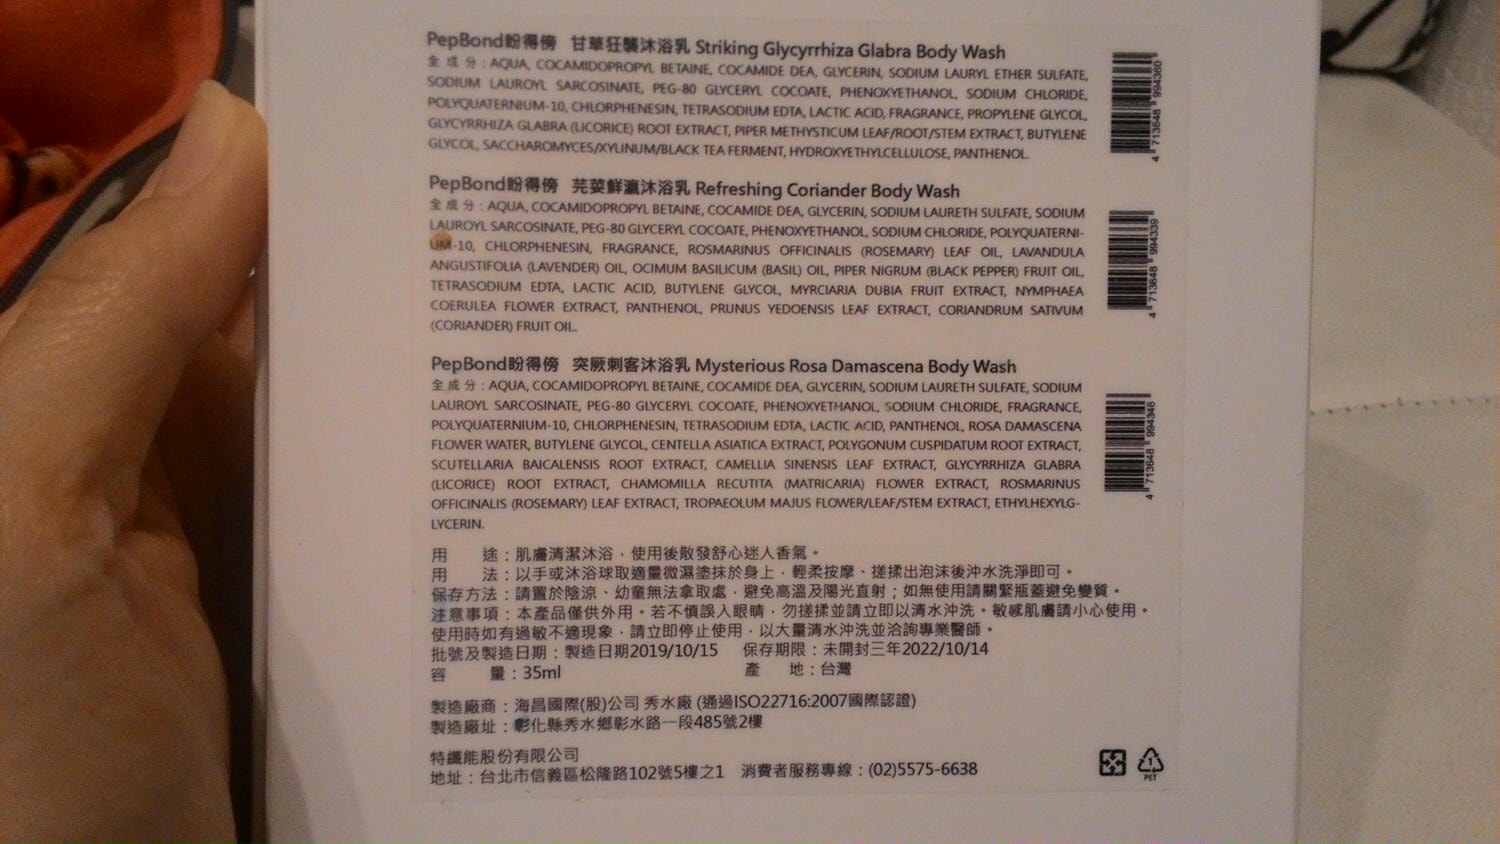 PepBond盼得傍 甘草狂襲沐浴乳 Striking Glycyrrhiza Glabra Body Wash
全成分：AQUA, COCAMIDOPROPYL BETAINE, COCAMIDE DEA, GLYCERIN, SODIUM LAURYL ETHER SULFATE,
SODIUM LAUROYL SARCOSINATE, PEG-80 GLYCERYL COCOATE, PHENOXYETHANOL, SODIUM CHLORIDE,
POLYQUATERNIUM-10, CHLORPHENESIN, TETRASODIUM EDTA, LACTIC ACID, FRAGRANCE, PROPYLENE GLYCOL,
GLYCYRRHIZA GLABRA (LICORICE) ROOT EXTRACT, PIPER METHYSTICUM LEAF/ROOT/STEM EXTRACT, BUTYLENE
GLYCOL, SACCHAROMYCES/XYLINUM/BLACK TEA FERMENT, HYDROXYETHYLCELLULOSE, PANTHENOL.
4 713648 994360
PepBond盼得傍 芫荽鮮瀛沐浴乳 Refreshing Coriander Body Wash
全成分：AQUA, COCAMIDOPROPYL BETAINE, COCAMIDE DEA, GLYCERIN, SODIUM LAURETH SULFATE, SODIUM
LAUROYL SARCOSINATE, PEG-80 GLYCERYL COCOATE, PHENOXYETHANOL, SODIUM CHLORIDE, POLYQUATERNI-
UM-10, CHLORPHENESIN, FRAGRANCE, ROSMARINUS OFFICINALIS (ROSEMARY) LEAF OIL, LAVANDULA
ANGUSTIFOLIA (LAVENDER) OIL, OCIMUM BASILICUM (BASIL) OIL, PIPER NIGRUM (BLACK PEPPER) FRUIT OIL,
TETRASODIUM EDTA, LACTIC ACID, BUTYLENE GLYCOL, MYRCIARIA DUBIA FRUIT EXTRACT, NYMPHAEA
COERULEA FLOWER EXTRACT, PANTHENOL, PRUNUS YEDOENSIS LEAF EXTRACT, CORIANDRUM SATIVUM
(CORIANDER) FRUIT OIL.
4 713648 994339
PepBond盼得傍 突厥刺客沐浴乳 Mysterious Rosa Damascena Body Wash
全成分：AQUA, COCAMIDOPROPYL BETAINE, COCAMIDE DEA, GLYCERIN, SODIUM LAURETH SULFATE, SODIUM
LAUROYL SARCOSINATE, PEG-80 GLYCERYL COCOATE, PHENOXYETHANOL, SODIUM CHLORIDE, FRAGRANCE,
POLYQUATERNIUM-10, CHLORPHENESIN, TETRASODIUM EDTA, LACTIC ACID, PANTHENOL, ROSA DAMASCENA
FLOWER WATER, BUTYLENE GLYCOL, CENTELLA ASIATICA EXTRACT, POLYGONUM CUSPIDATUM ROOT EXTRACT,
SCUTELLARIA BAICALENSIS ROOT EXTRACT, CAMELLIA SINENSIS LEAF EXTRACT, GLYCYRRHIZA GLABRA
(LICORICE) ROOT EXTRACT, CHAMOMILLA RECUTITA (MATRICARIA) FLOWER EXTRACT, ROSMARINUS
OFFICINALIS (ROSEMARY) LEAF EXTRACT, TROPAEOLUM MAJUS FLOWER/LEAF/STEM EXTRACT, ETHYLHEXYLG-
LYCERIN.
4 713648 994346
用途：肌膚清潔沐浴，使用後散發舒心迷人香氣。
用法：以手或沐浴球取適量微濕塗抹於身上，輕柔按摩、搓揉出泡沫後沖水洗淨即可。
保存方法：請置於陰涼、幼童無法拿取處，避免高溫及陽光直射；如無使用請關緊瓶蓋避免變質。
注意事項：本產品僅供外用。若不慎誤入眼睛，勿搓揉並請立即以清水沖洗。敏感肌膚請小心使用。
使用時如有過敏不適現象，請立即停止使用，以大量清水沖洗並洽詢專業醫師。
批號及製造日期：製造日期2019/10/15 保存期限：未開封三年2022/10/14
容量：35ml 產地：台灣
製造廠商：海昌國際(股)公司 秀水廠 (通過ISO22716:2007國際認證)
製造廠址：彰化縣秀水鄉彰水路一段485號2樓
特纖能股份有限公司
地址：台北市信義區松隆路102號5樓之1 消費者服務專線：(02)5575-6638
1
PET